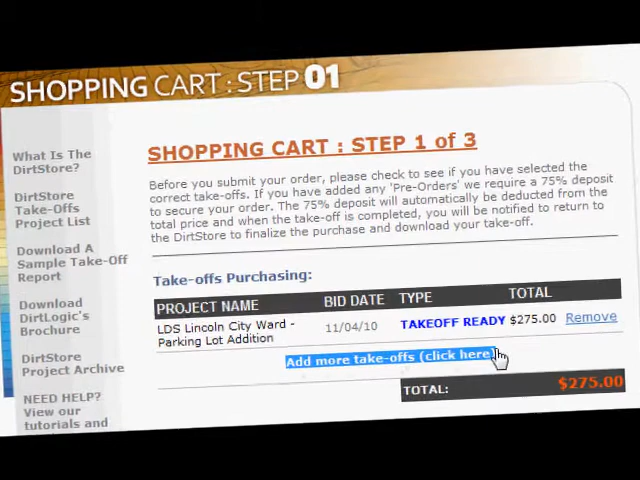 SHOPPING CART : STEP 01
What Is The
DirtStore?
DirtStore
Take-Offs
Project List
Download A
Sample Take-Off
Report
Download
DirtLogic's
Brochure
DirtStore
Project Archive
NEED HELP?
View our
tutorials and
SHOPPING CART : STEP 1 of 3
Before you submit your order, please check to see if you have selected the
correct take-offs. If you have added any 'Pre-Orders' we require a 75% deposit
to secure your order. The 75% deposit will automatically be deducted from the
total price and when the take-off is completed, you will be notified to return to
the DirtStore to finalize the purchase and download your take-off.
Take-offs Purchasing:
PROJECT NAME BID DATE TYPE TOTAL
LDS Lincoln City Ward - 11/04/10 TAKEOFF READY $275.00 Remove
Parking Lot Addition
Add more take-offs (click here)
TOTAL: $275.00